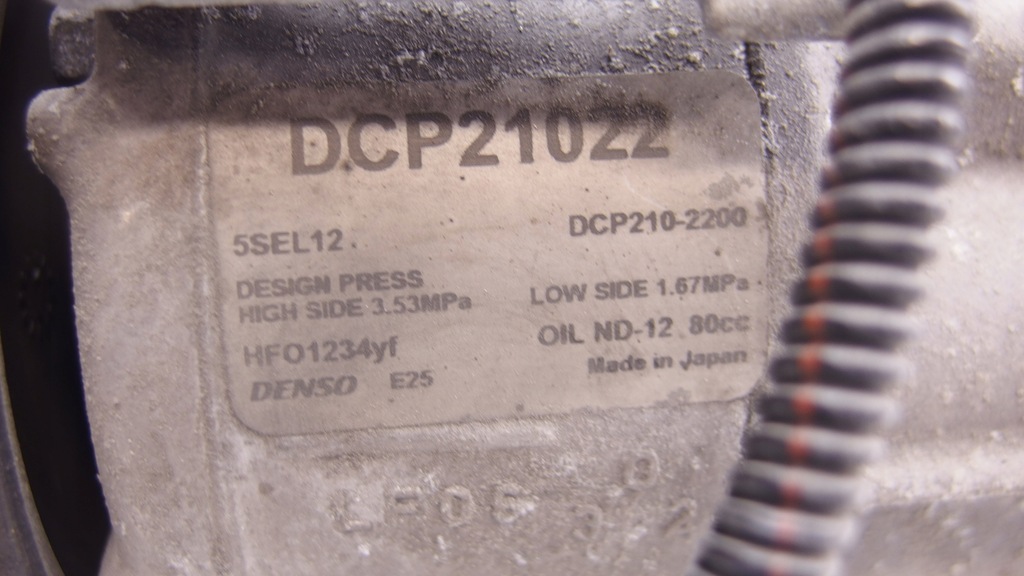 DCP21022
5SEL12. DCP210-2200
DESIGN PRESS
HIGH SIDE 3.53MPa LOW SIDE 1.67MPa
HFO1234yf OIL ND-12 80cc
DENSO E25 Made in Japan